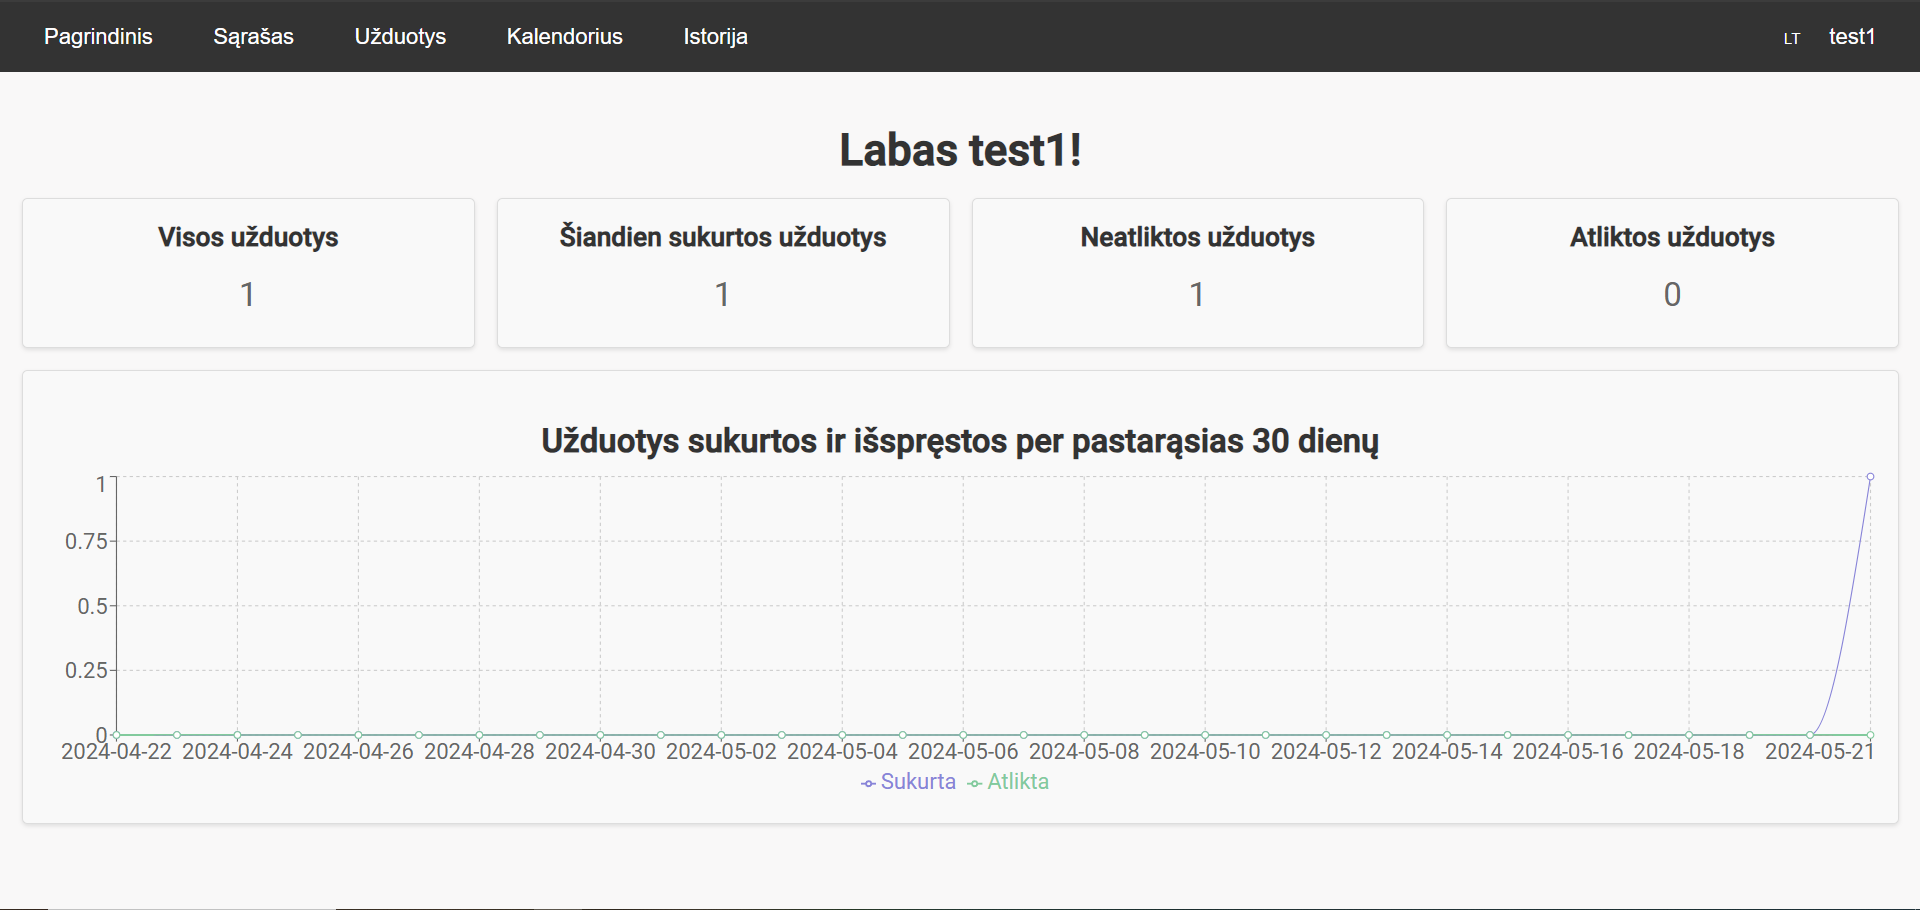 Pagrindinis Sąrašas Užduotys Kalendorius Istorija LT test1
Labas test1!
Visos užduotys
1
Šiandien sukurtos užduotys
1
Neatliktos užduotys
1
Atliktos užduotys
0
Užduotys sukurtos ir išspręstos per pastarąsias 30 dienų
1
0.75
0.5
0.25
0
2024-04-22 2024-04-24 2024-04-26 2024-04-28 2024-04-30 2024-05-02 2024-05-04 2024-05-06 2024-05-08 2024-05-10 2024-05-12 2024-05-14 2024-05-16 2024-05-18 2024-05-21
Sukurta Atlikta